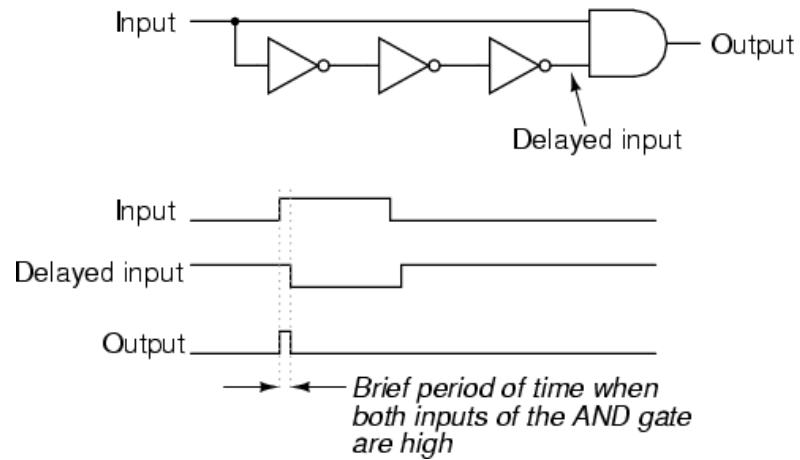 Input
Output
Delayed input
Input
Delayed input
Output
Brief period of time when
both inputs of the AND gate
are high